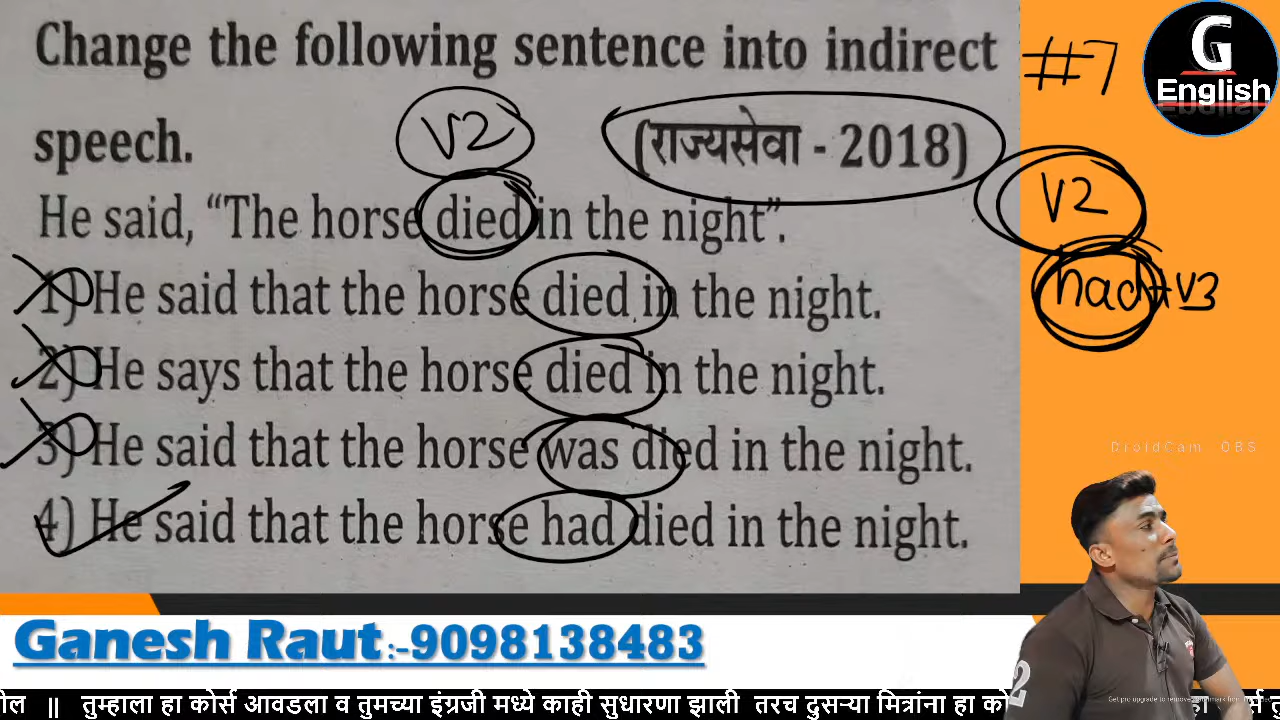 Change the following sentence into indirect
speech.
(राज्यसेवा - 2018)
V2
He said, “The horse died in the night”.
1) He said that the horse died in the night.
2) He says that the horse died in the night.
3) He said that the horse was died in the night.
4) He said that the horse had died in the night.
#7
G
English
V2
had+V3
DroidCam OBS
Ganesh Raut:-9098138483
ोल || तुम्हाला हा कोर्स आवडला व तुमच्या इंग्रजी मध्ये काही सुधारणा झाली तरच दुसऱ्या मित्रांना हा को